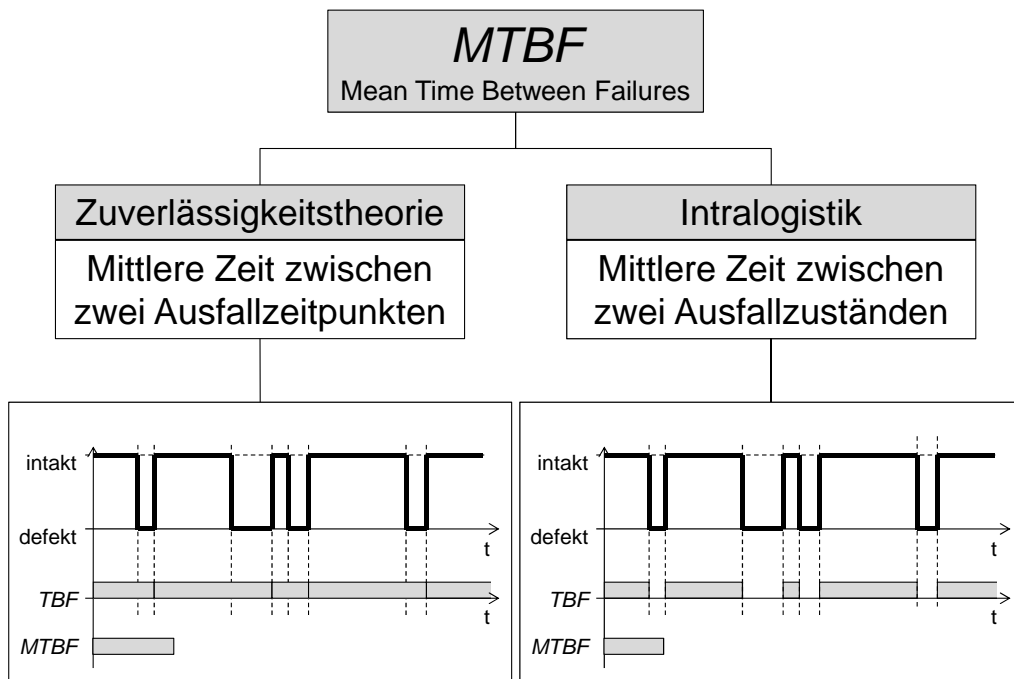 MTBF
Mean Time Between Failures
Zuverlässigkeitstheorie
Mittlere Zeit zwischen
zwei Ausfallzeitpunkten
Intralogistik
Mittlere Zeit zwischen
zwei Ausfallzuständen
intakt
defekt
t
TBF
t
MTBF
intakt
defekt
t
TBF
t
MTBF